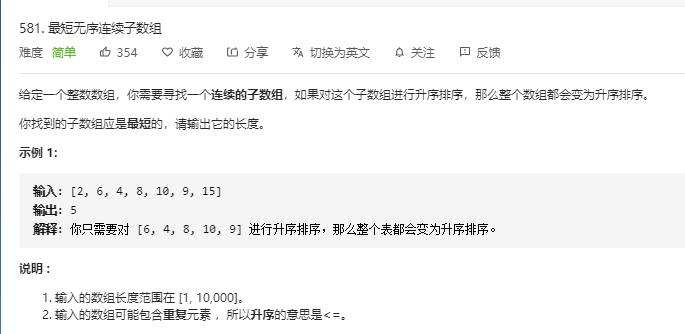 581. 最短无序连续子数组
难度 简单 354 收藏 分享 切换为英文 关注 反馈
给定一个整数数组，你需要寻找一个连续的子数组，如果对这个子数组进行升序排序，那么整个数组都会变为升序排序。
你找到的子数组应是最短的，请输出它的长度。
示例 1:
输入: [2, 6, 4, 8, 10, 9, 15]
输出: 5
解释: 你只需要对 [6, 4, 8, 10, 9] 进行升序排序，那么整个表都会变为升序排序。
说明 :
1. 输入的数组长度范围在 [1, 10,000]。
2. 输入的数组可能包含重复元素 ，所以升序的意思是<=。